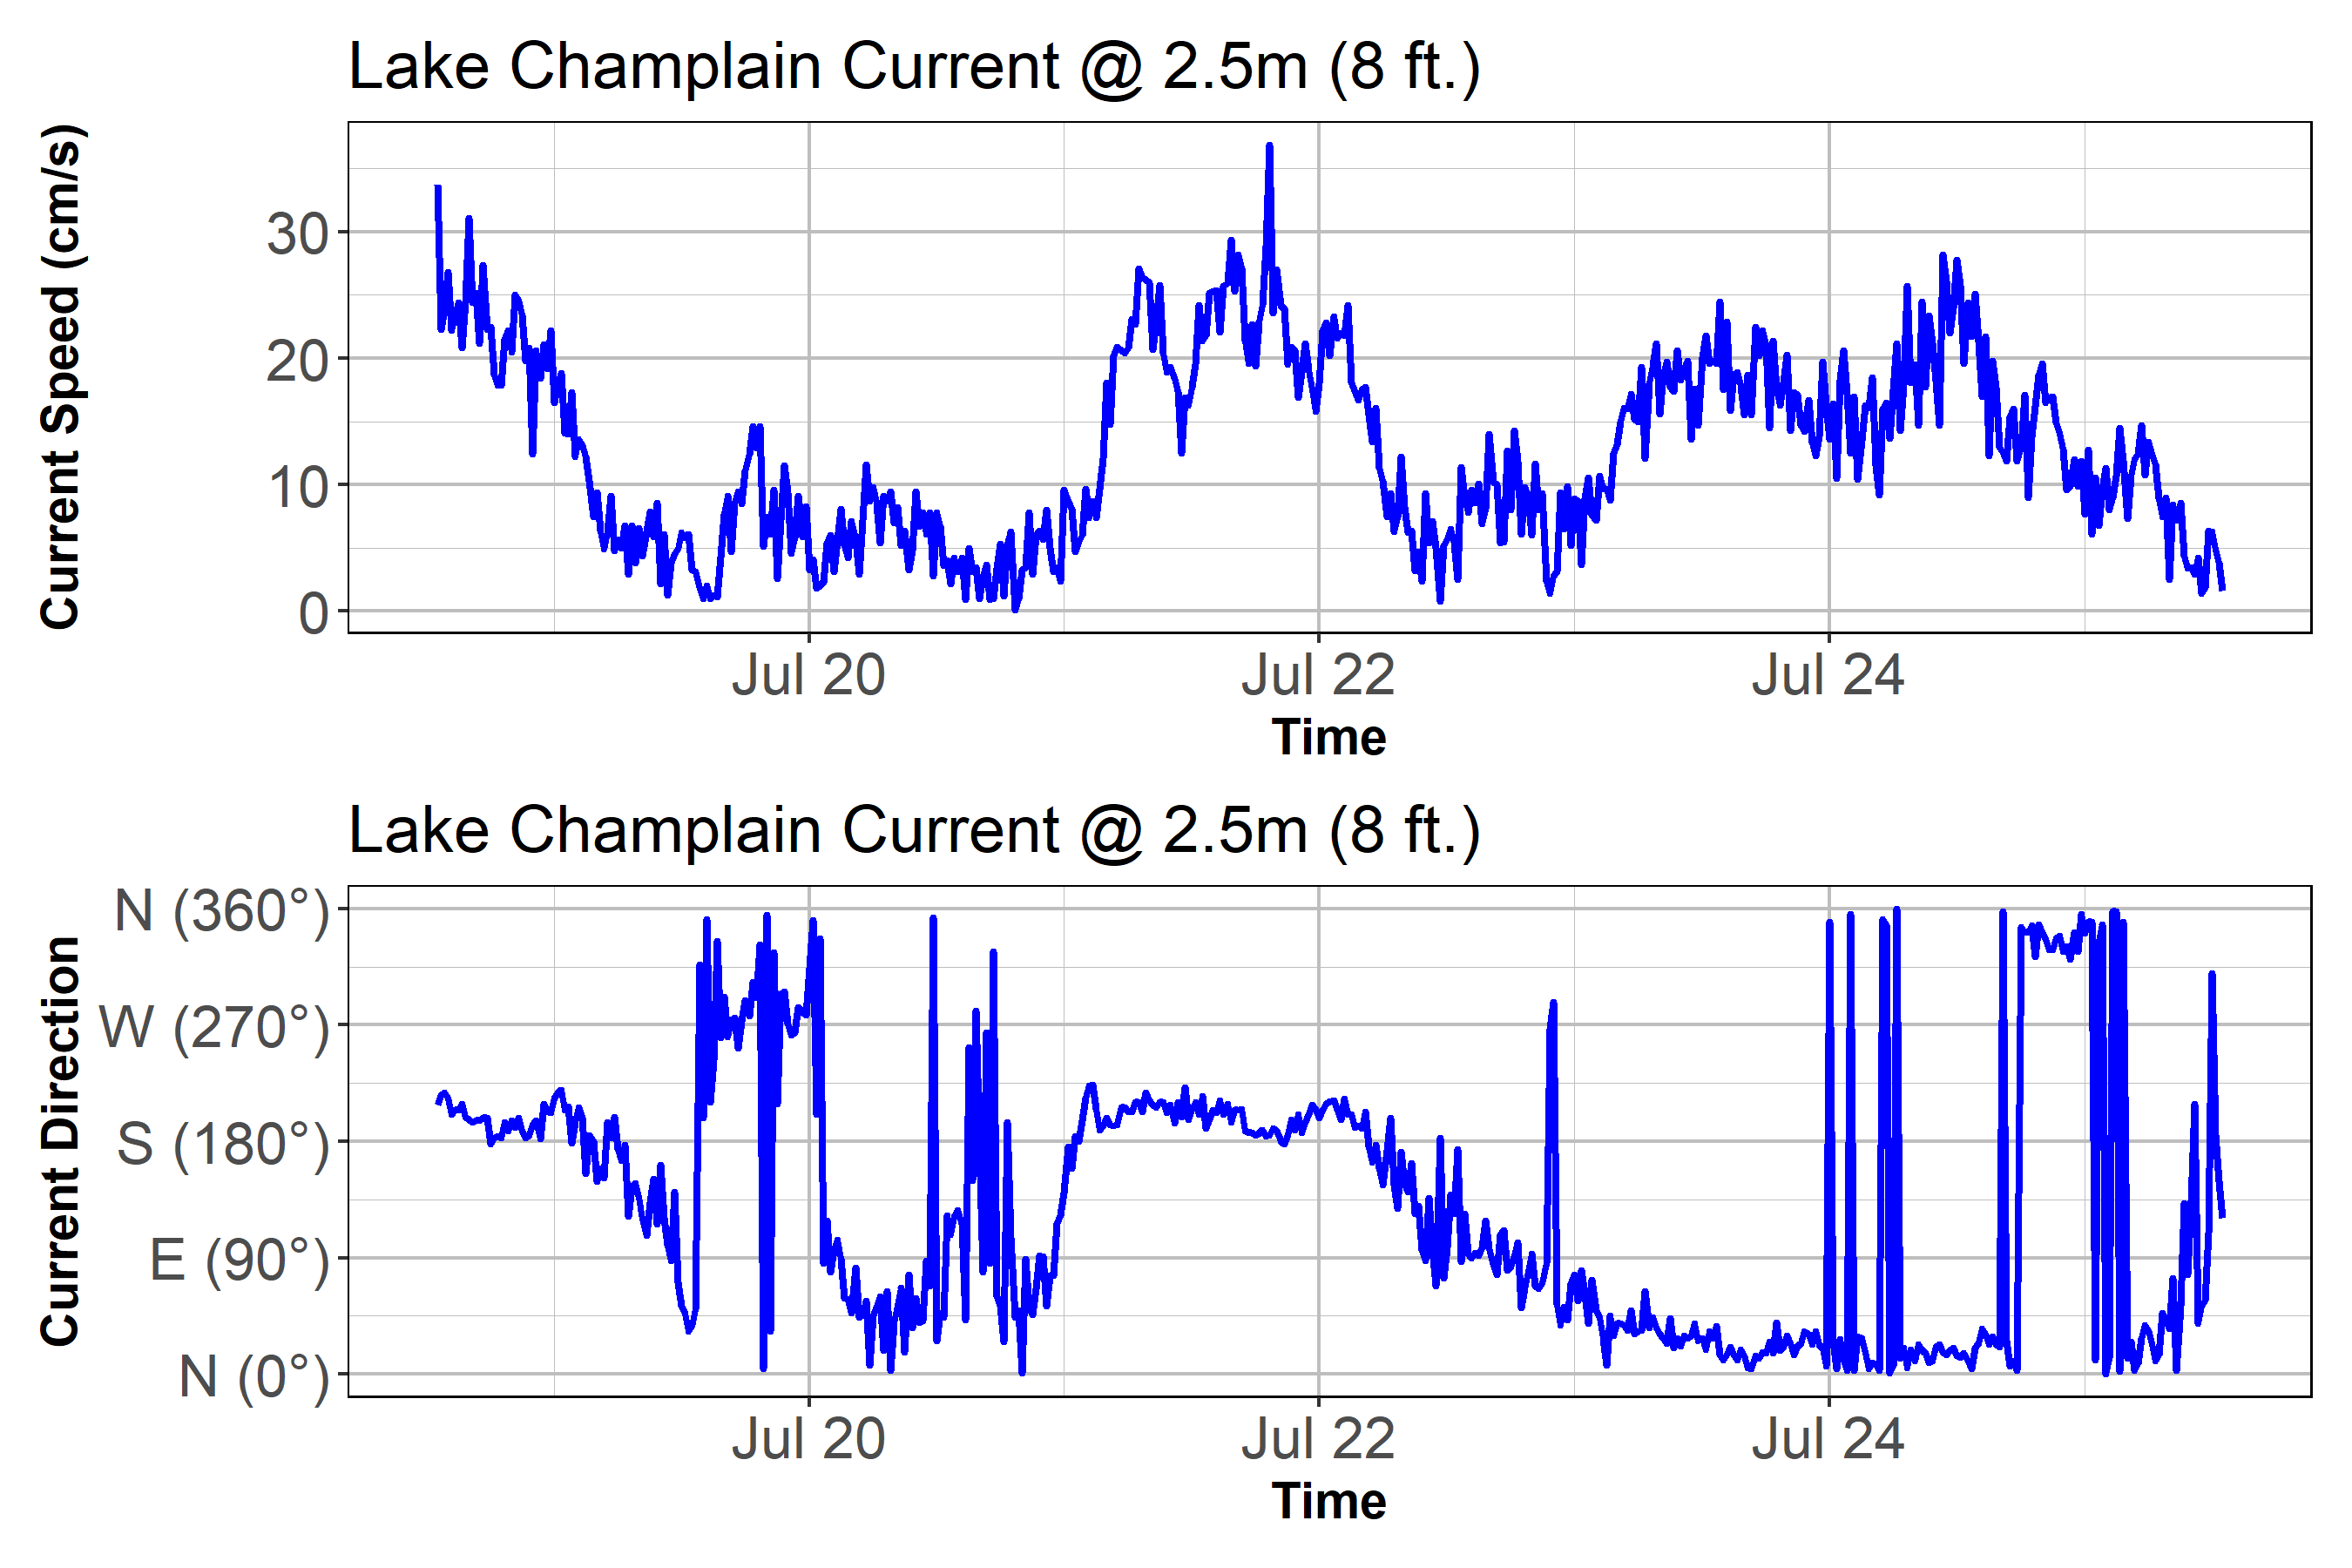 Lake Champlain Current @ 2.5m (8 ft.)
Current Speed (cm/s)
30
20
10
0
Jul 20 Jul 22 Jul 24
Time
Lake Champlain Current @ 2.5m (8 ft.)
Current Direction
N (360°)
W (270°)
S (180°)
E (90°)
N (0°)
Jul 20 Jul 22 Jul 24
Time